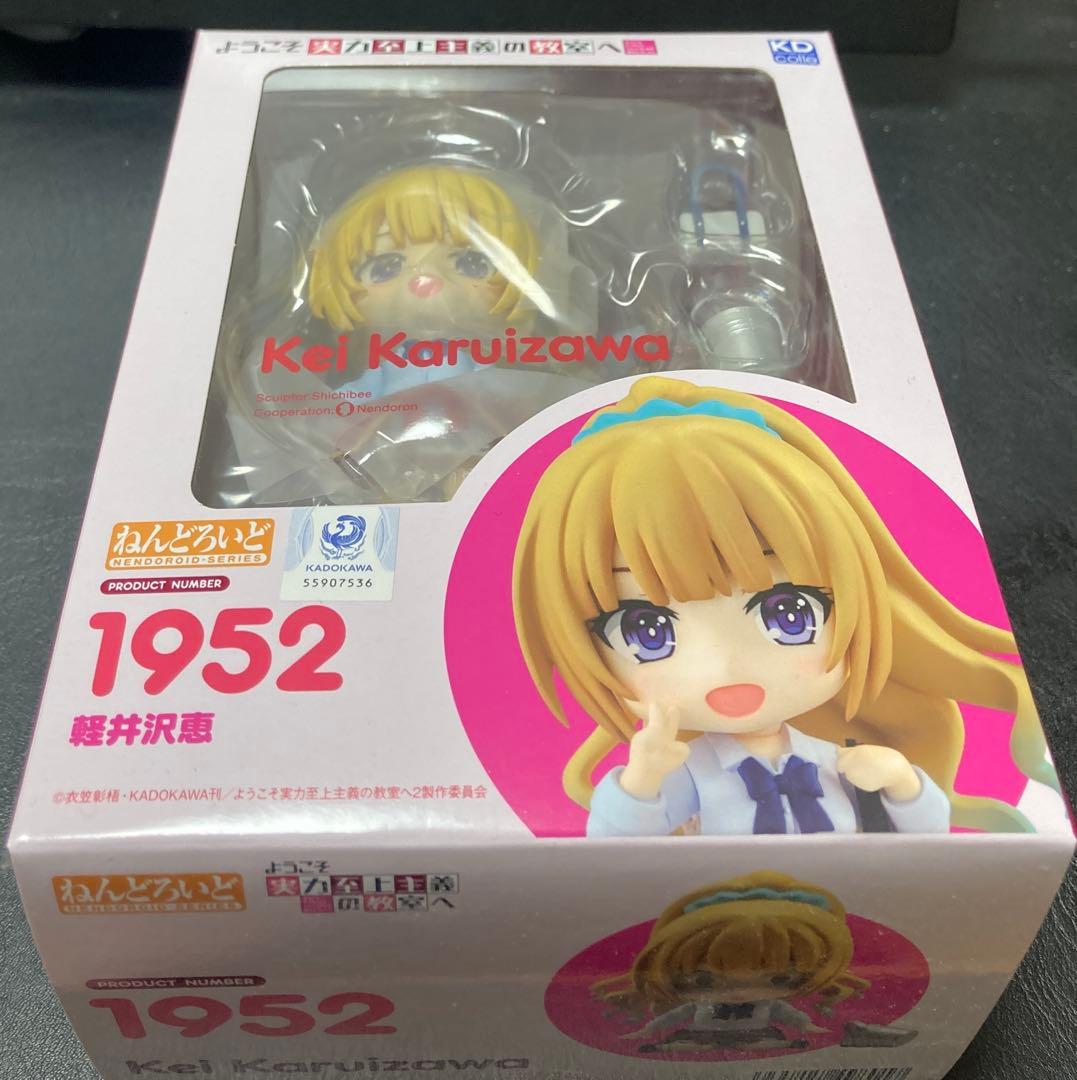 ようこそ実力至上主義の教室へ
KD
colle
Kei Karuizawa
Sculptor:Shichibee
Cooperation: Nendoron
ねんどろいど
NENDOROID·SERIES
KADOKAWA
55907536
PRODUCT NUMBER
1952
軽井沢恵
©衣笠彰梧・KADOKAWA刊／ようこそ実力至上主義の教室へ2製作委員会
ねんどろいど
NENDOROID·SERIES
ようこそ
実力至上主義
の教室へ
PRODUCT NUMBER
1952
Kei Karuizawa